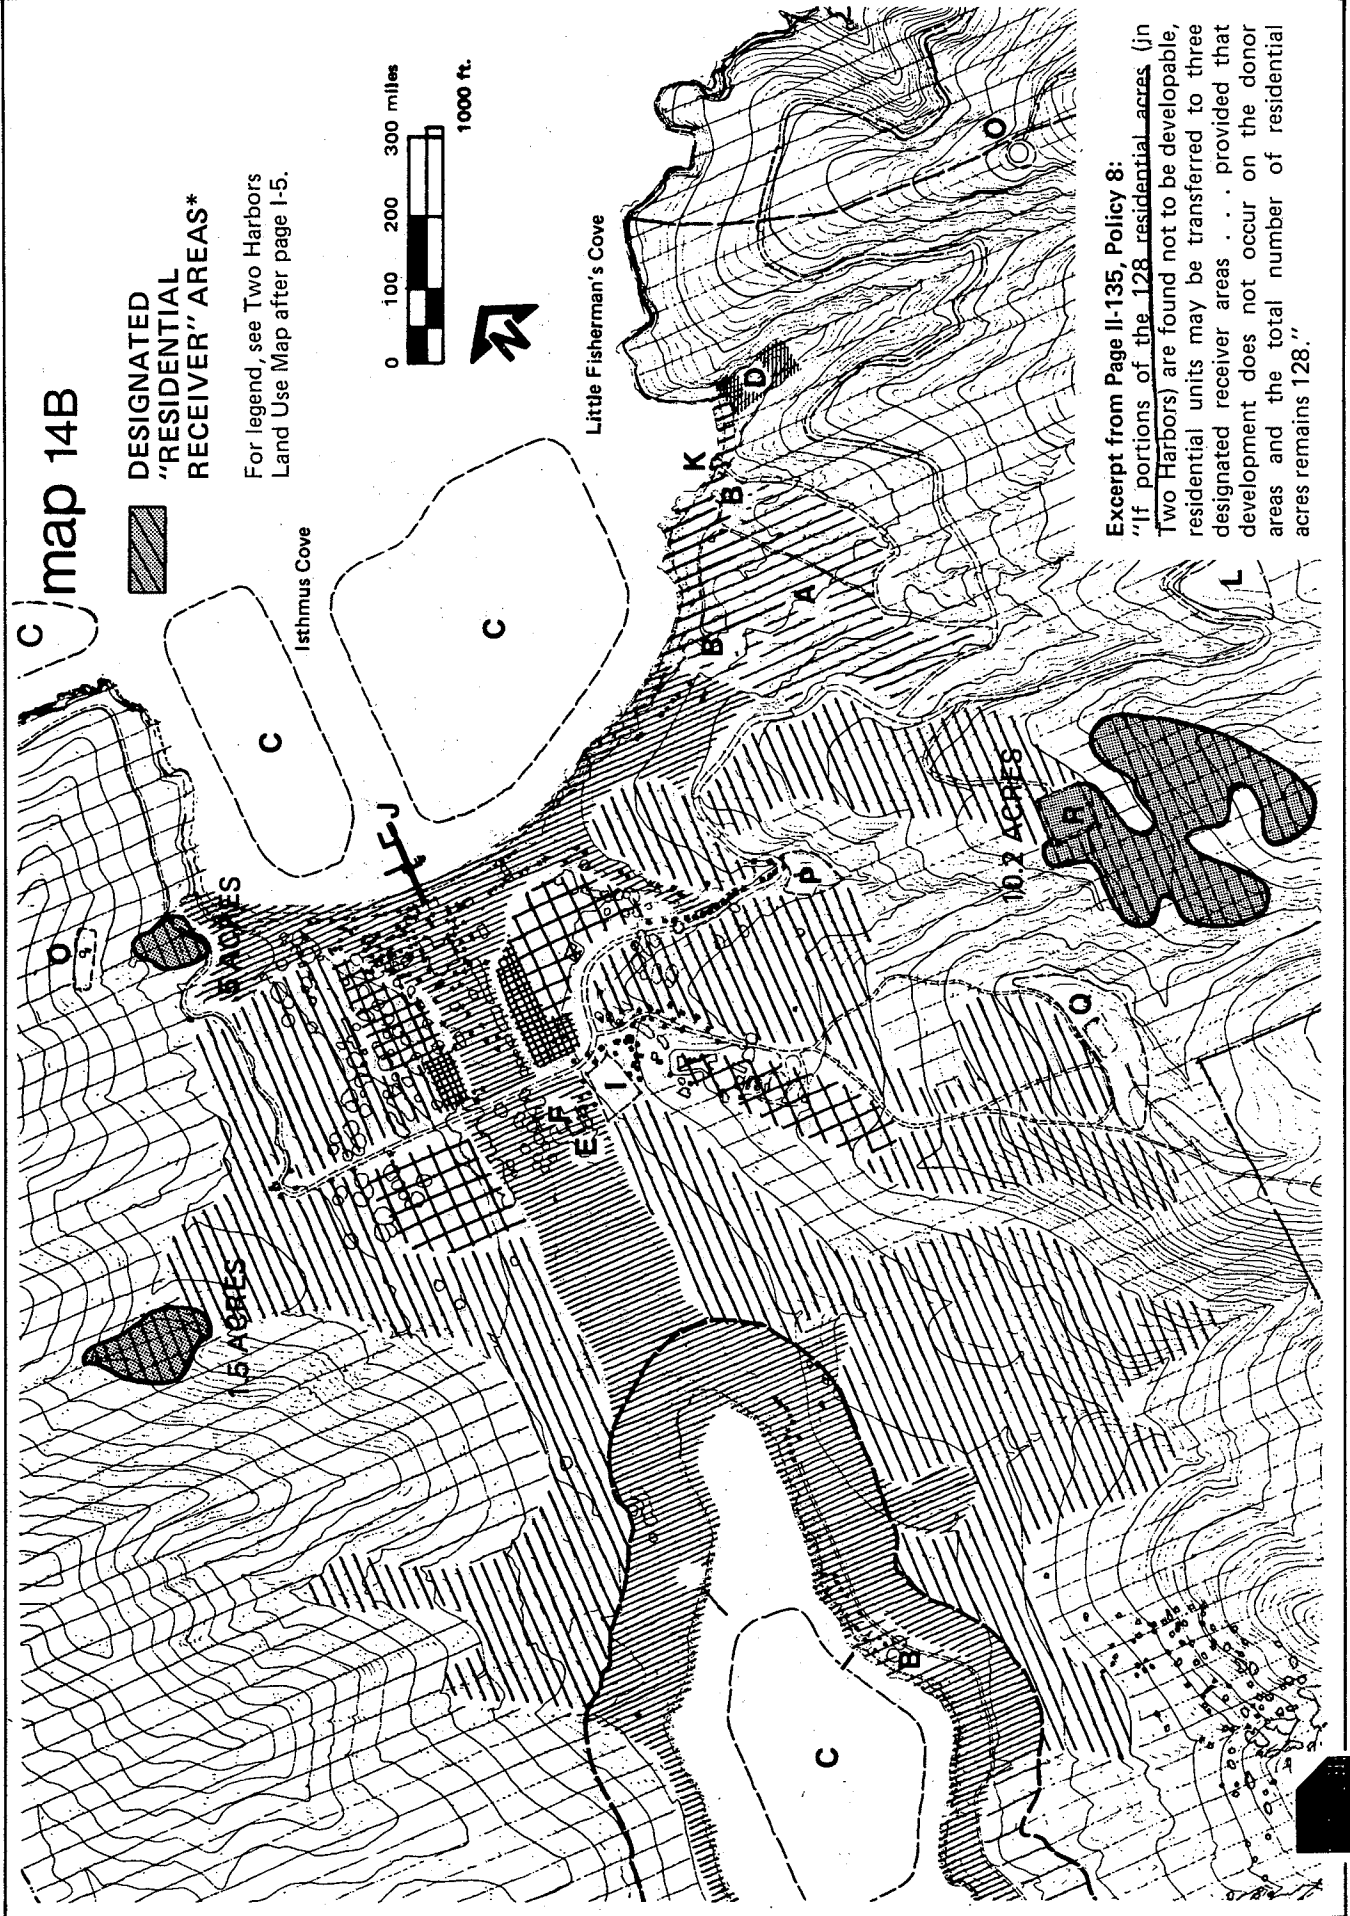 map 14B
DESIGNATED
"RESIDENTIAL
RECEIVER" AREAS*
For legend, see Two Harbors
Land Use Map after page I-5.
0 100 200 300 miles
1000 ft.
N
Isthmus Cove
Little Fisherman's Cove
C
C
C
C
J
O
5 ACRES
1.5 ACRES
10.2 ACRES
K
D
B
B
A
O
L
P
R
Q
I
F
E
B
Excerpt from Page II-135, Policy 8:
"If portions of the 128 residential acres (in
Two Harbors) are found not to be developable,
residential units may be transferred to three
designated receiver areas . . . provided that
development does not occur on the donor
areas and the total number of residential
acres remains 128."